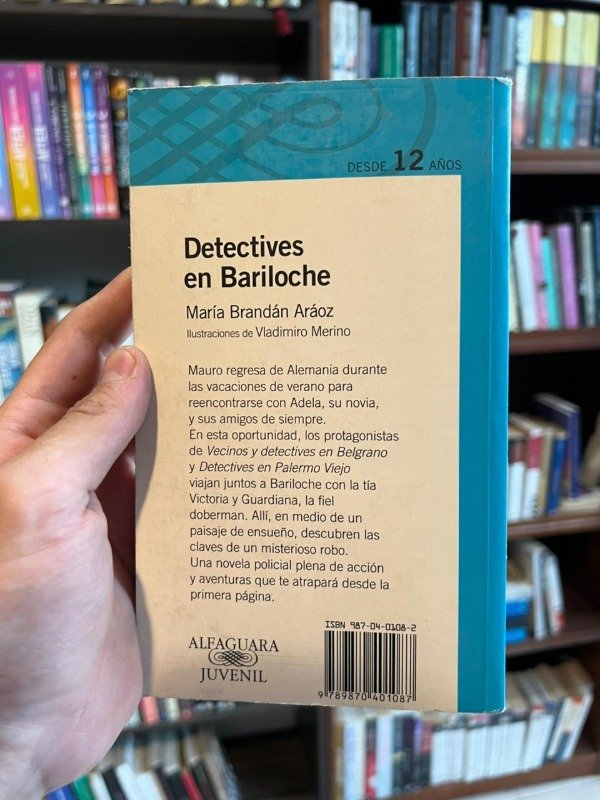 DESDE 12 AÑOS
Detectives
en Bariloche
María Brandán Aráoz
Ilustraciones de Vladimiro Merino
Mauro regresa de Alemania durante
las vacaciones de verano para
reencontrarse con Adela, su novia,
y sus amigos de siempre.
En esta oportunidad, los protagonistas
de Vecinos y detectives en Belgrano
y Detectives en Palermo Viejo
viajan juntos a Bariloche con la tía
Victoria y Guardiana, la fiel
doberman. Allí, en medio de un
paisaje de ensueño, descubren las
claves de un misterioso robo.
Una novela policial plena de acción
y aventuras que te atrapará desde la
primera página.
ISBN 987-04-0108-2
ALFAGUARA
JUVENIL
9 789870 401087